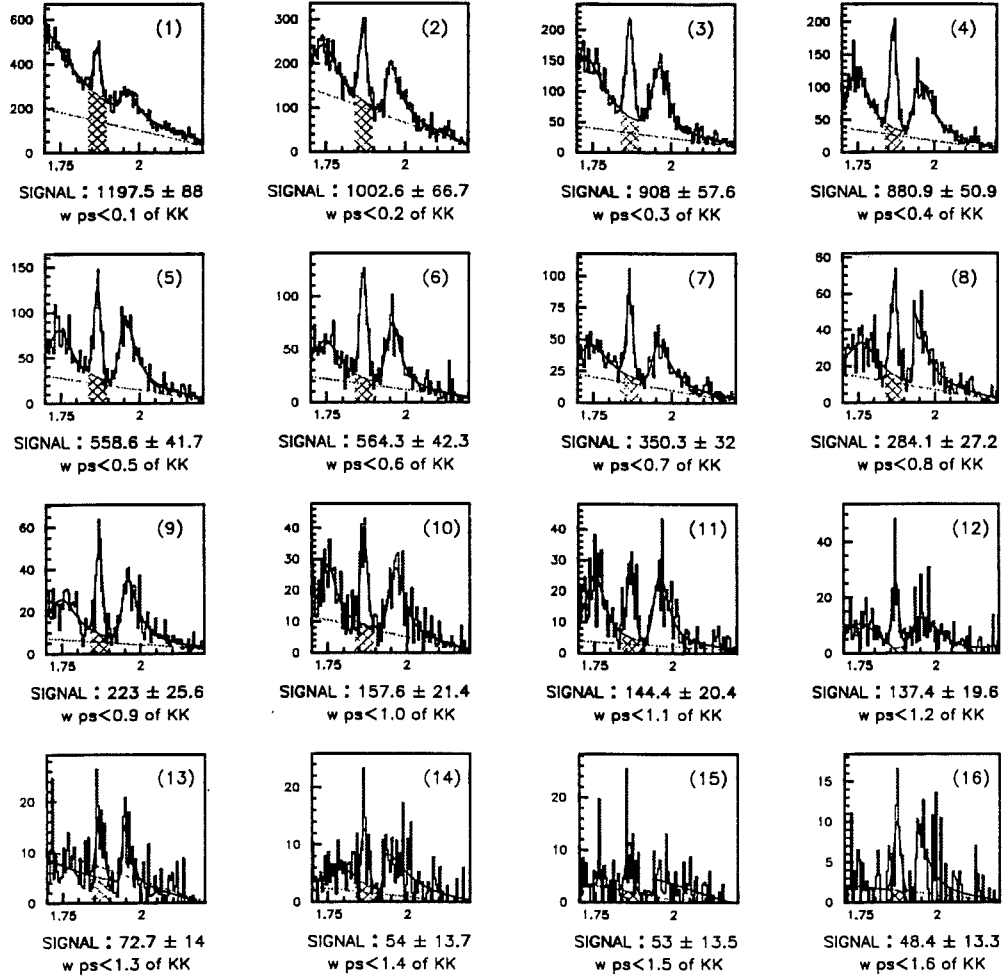 600 (1)
400
200
0
1.75 2
SIGNAL : 1197.5 ± 88
w ps<0.1 of KK
300 (2)
200
100
0
1.75 2
SIGNAL : 1002.6 ± 66.7
w ps<0.2 of KK
200 (3)
150
100
50
0
1.75 2
SIGNAL : 908 ± 57.6
w ps<0.3 of KK
200 (4)
150
100
50
0
1.75 2
SIGNAL : 880.9 ± 50.9
w ps<0.4 of KK
150 (5)
100
50
0
1.75 2
SIGNAL : 558.6 ± 41.7
w ps<0.5 of KK
(6)
100
50
0
1.75 2
SIGNAL : 564.3 ± 42.3
w ps<0.6 of KK
100 (7)
75
50
25
0
1.75 2
SIGNAL : 350.3 ± 32
w ps<0.7 of KK
80 (8)
60
40
20
0
1.75 2
SIGNAL : 284.1 ± 27.2
w ps<0.8 of KK
60 (9)
40
20
0
1.75 2
SIGNAL : 223 ± 25.6
w ps<0.9 of KK
40 (10)
30
20
10
0
1.75 2
SIGNAL : 157.6 ± 21.4
w ps<1.0 of KK
40 (11)
30
20
10
0
1.75 2
SIGNAL : 144.4 ± 20.4
w ps<1.1 of KK
(12)
40
20
0
1.75 2
SIGNAL : 137.4 ± 19.6
w ps<1.2 of KK
(13)
20
10
0
1.75 2
SIGNAL : 72.7 ± 14
w ps<1.3 of KK
(14)
20
10
0
1.75 2
SIGNAL : 54 ± 13.7
w ps<1.4 of KK
30 (15)
20
10
0
1.75 2
SIGNAL : 53 ± 13.5
w ps<1.5 of KK
(16)
15
10
5
0
1.75 2
SIGNAL : 48.4 ± 13.3
w ps<1.6 of KK